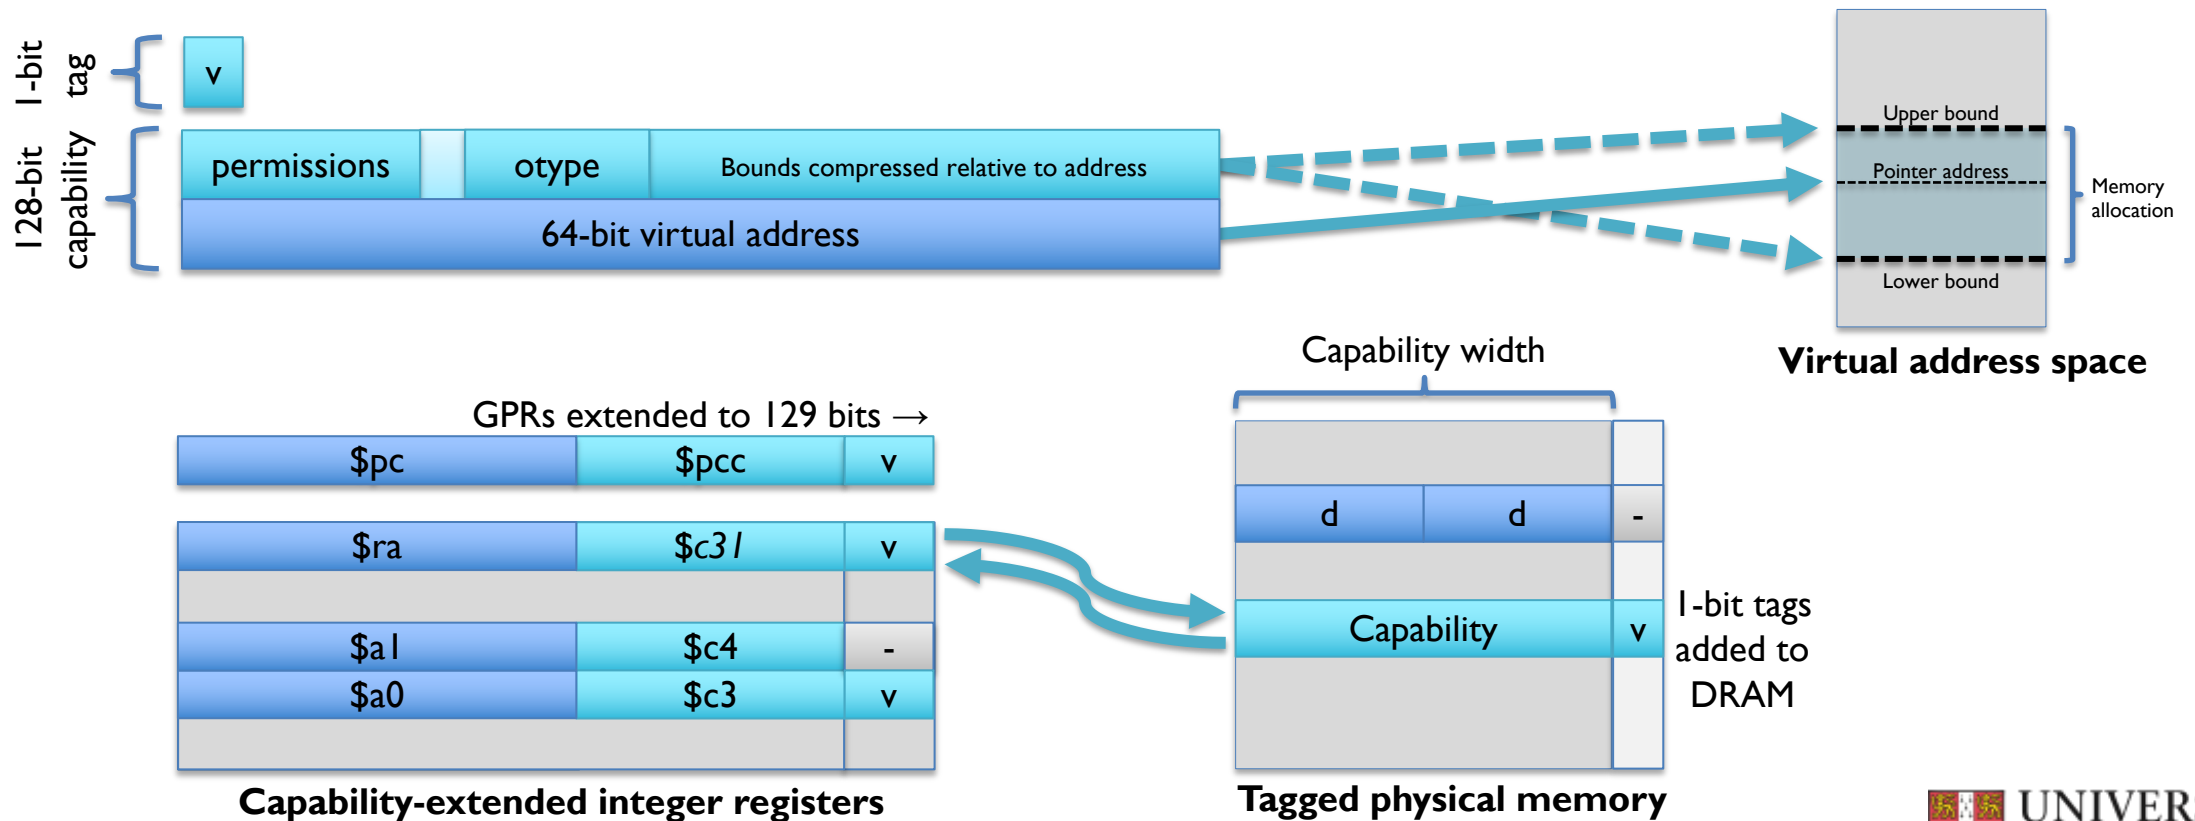 1-bit
tag
v
128-bit
capability
permissions
otype
Bounds compressed relative to address
64-bit virtual address
Upper bound
Pointer address
Lower bound
Memory
allocation
Virtual address space
GPRs extended to 129 bits →
$pc $pcc v
$ra $c31 v
$a1 $c4 -
$a0 $c3 v
Capability-extended integer registers
Capability width
d d -
Capability v
1-bit tags
added to
DRAM
Tagged physical memory
UNIVER